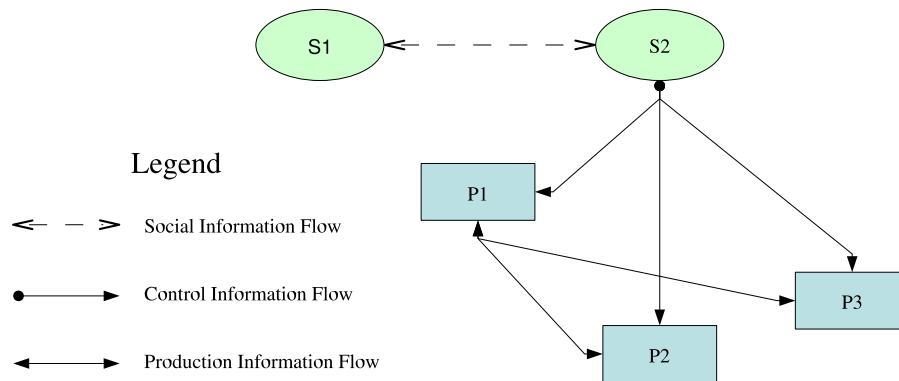 S1
S2
Legend
P1
Social Information Flow
Control Information Flow
P3
P2
Production Information Flow